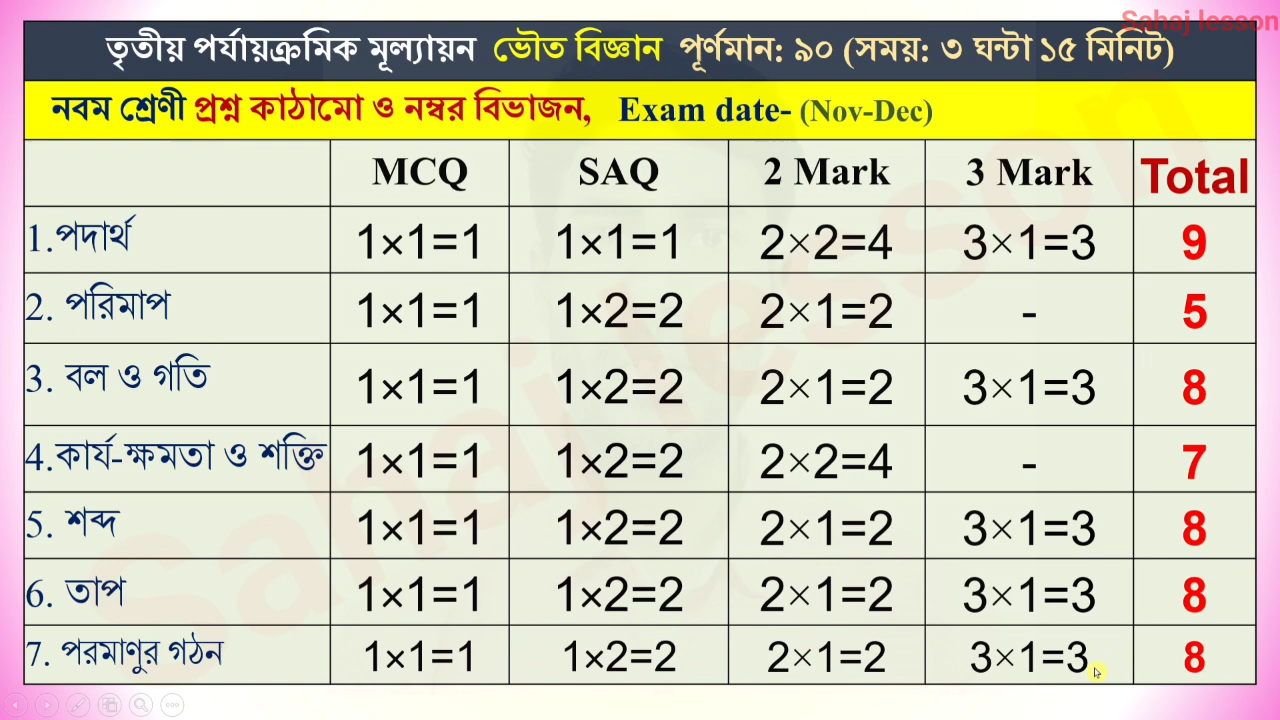 Sahaj lesson
তৃতীয় পর্যায়ক্রমিক মূল্যায়ন ভৌত বিজ্ঞান পূর্ণমান: ৯০ (সময়: ৩ ঘন্টা ১৫ মিনিট)
নবম শ্রেণী প্রশ্ন কাঠামো ও নম্বর বিভাজন, Exam date- (Nov-Dec)
MCQ SAQ 2 Mark 3 Mark Total
1.পদার্থ 1×1=1 1×1=1 2×2=4 3×1=3 9
2. পরিমাপ 1×1=1 1×2=2 2×1=2 - 5
3. বল ও গতি 1×1=1 1×2=2 2×1=2 3×1=3 8
4.কার্য-ক্ষমতা ও শক্তি 1×1=1 1×2=2 2×2=4 - 7
5. শব্দ 1×1=1 1×2=2 2×1=2 3×1=3 8
6. তাপ 1×1=1 1×2=2 2×1=2 3×1=3 8
7. পরমাণুর গঠন 1×1=1 1×2=2 2×1=2 3×1=3 8
Sahaj lesson